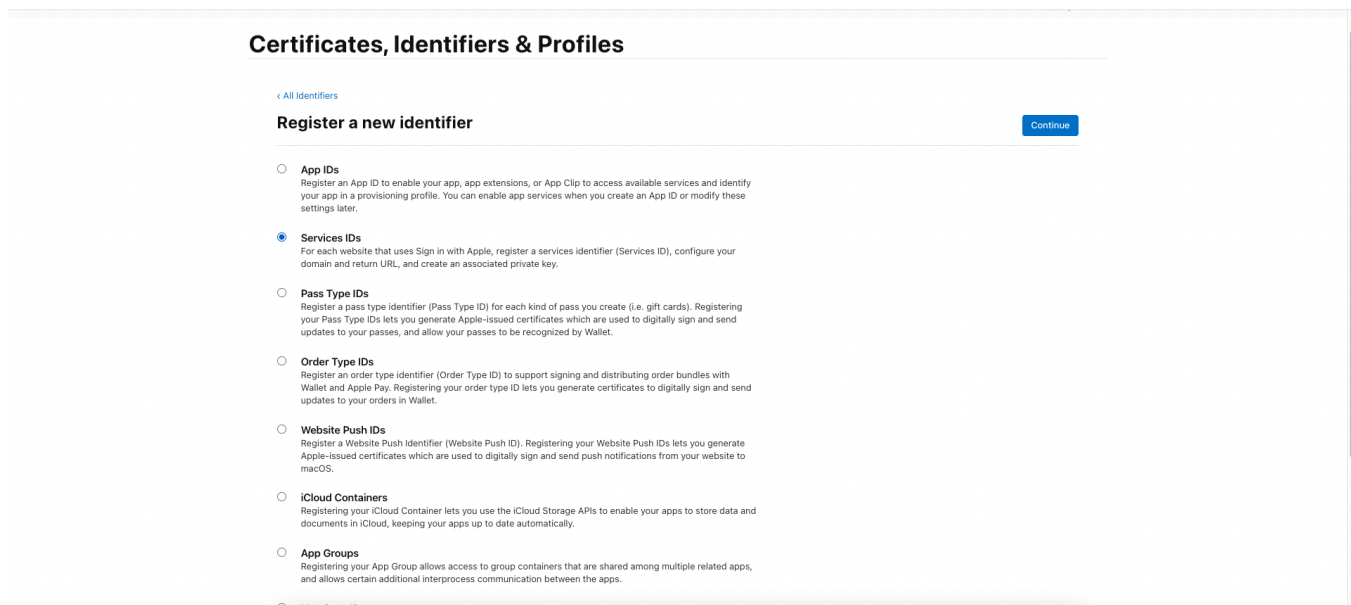 Certificates, Identifiers & Profiles
‹ All Identifiers
Register a new identifier
Continue
App IDs
Register an App ID to enable your app, app extensions, or App Clip to access available services and identify
your app in a provisioning profile. You can enable app services when you create an App ID or modify these
settings later.
Services IDs
For each website that uses Sign in with Apple, register a services identifier (Services ID), configure your
domain and return URL, and create an associated private key.
Pass Type IDs
Register a pass type identifier (Pass Type ID) for each kind of pass you create (i.e. gift cards). Registering
your Pass Type IDs lets you generate Apple-issued certificates which are used to digitally sign and send
updates to your passes, and allow your passes to be recognized by Wallet.
Order Type IDs
Register an order type identifier (Order Type ID) to support signing and distributing order bundles with
Wallet and Apple Pay. Registering your order type ID lets you generate certificates to digitally sign and send
updates to your orders in Wallet.
Website Push IDs
Register a Website Push Identifier (Website Push ID). Registering your Website Push IDs lets you generate
Apple-issued certificates which are used to digitally sign and send push notifications from your website to
macOS.
iCloud Containers
Registering your iCloud Container lets you use the iCloud Storage APIs to enable your apps to store data and
documents in iCloud, keeping your apps up to date automatically.
App Groups
Registering your App Group allows access to group containers that are shared among multiple related apps,
and allows certain additional interprocess communication between the apps.